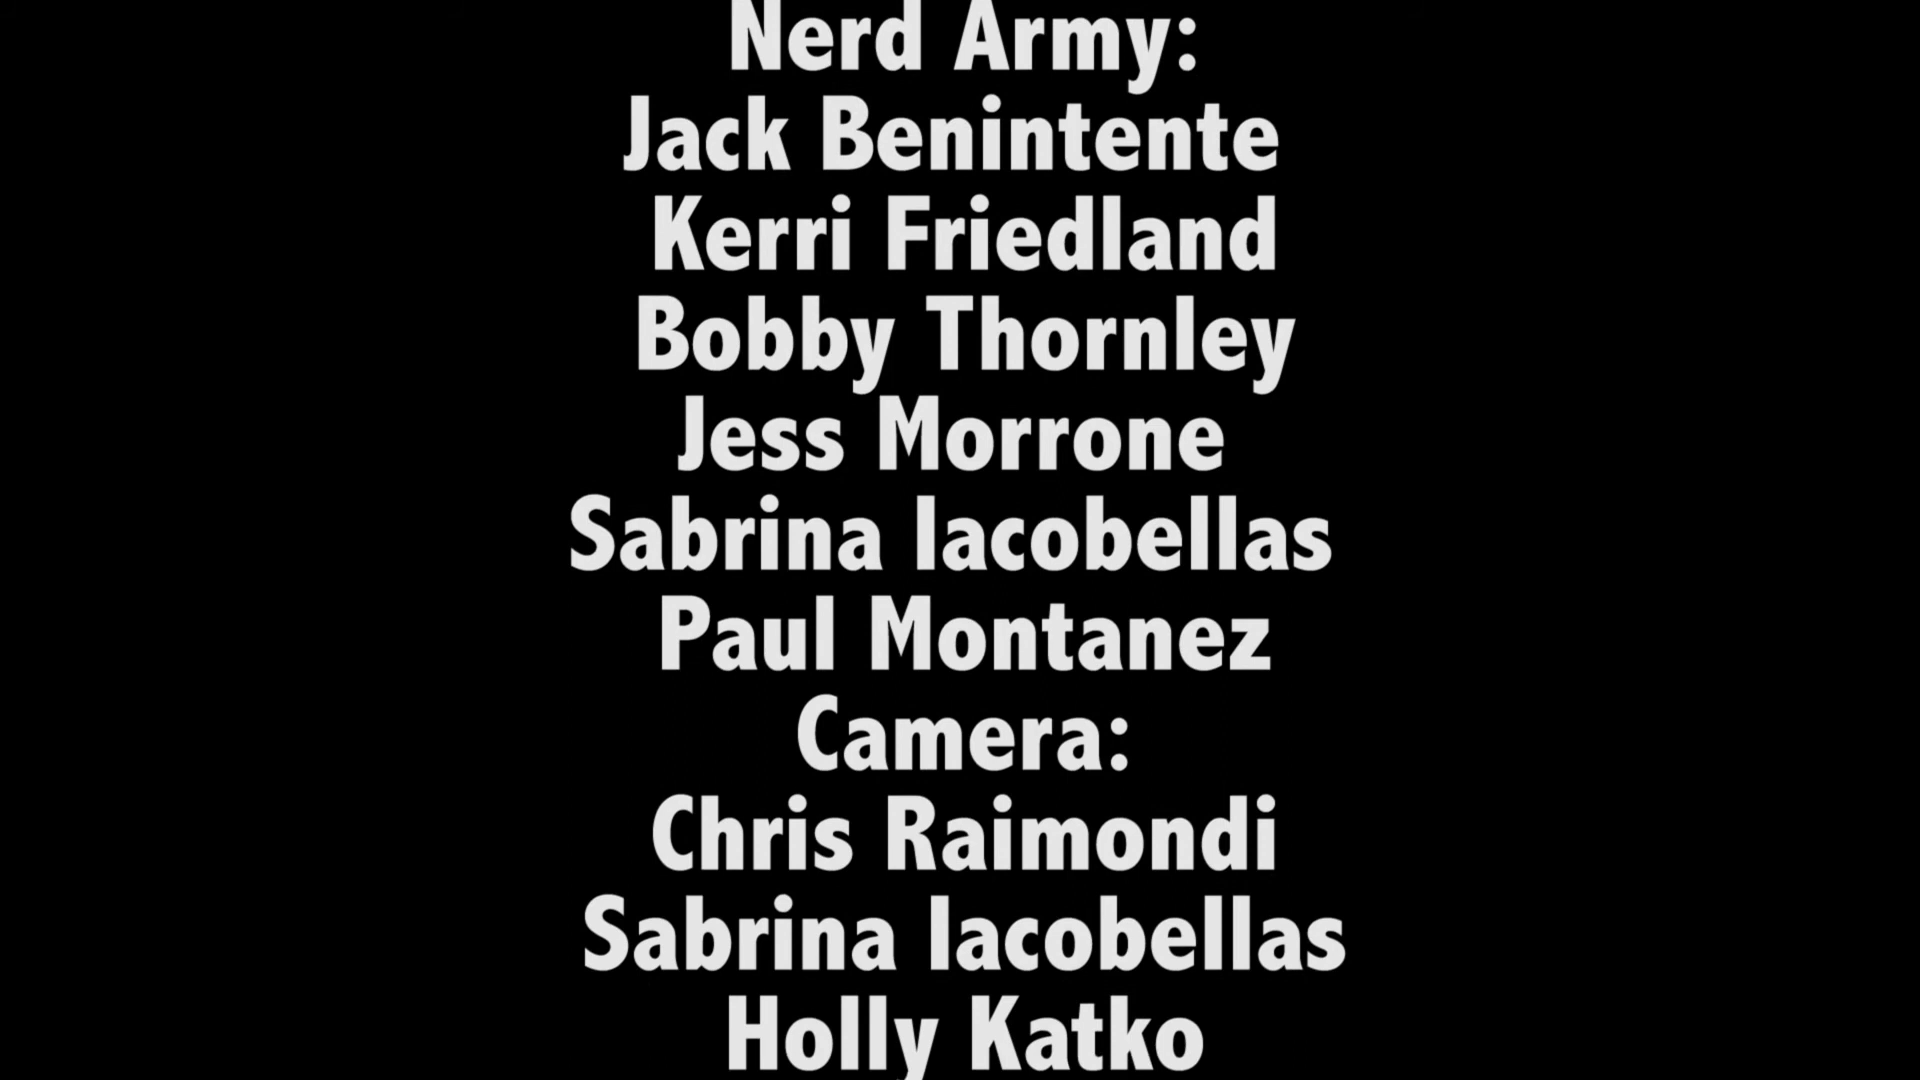 Nerd Army:
Jack Benintente
Kerri Friedland
Bobby Thornley
Jess Morrone
Sabrina Iacobellas
Paul Montanez
Camera:
Chris Raimondi
Sabrina Iacobellas
Holly Katko